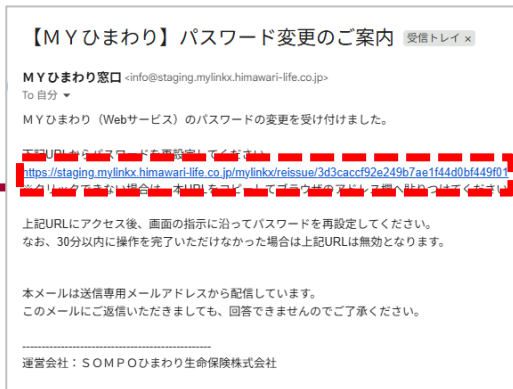 【ＭＹひまわり】パスワード変更のご案内 受信トレイ ×
ＭＹひまわり窓口 <info@staging.mylinkx.himawari-life.co.jp>
To 自分
ＭＹひまわり（Webサービス）のパスワードの変更を受け付けました。
下記URLからパスワードを再設定してください
https://staging.mylinkx.himawari-life.co.jp/mylinkx/reissue/3d3caccf92e249b7ae1f44d0bf449f01
※クリックできない場合は、本URLをコピーしてブラウザのアドレス欄へ貼りつけてください
上記URLにアクセス後、画面の指示に沿ってパスワードを再設定してください。
なお、30分以内に操作を完了いただけなかった場合は上記URLは無効となります。
本メールは送信専用メールアドレスから配信しています。
このメールにご返信いただきましても、回答できませんのでご了承ください。
--------------------------------------------------
運営会社：ＳＯＭＰＯひまわり生命保険株式会社